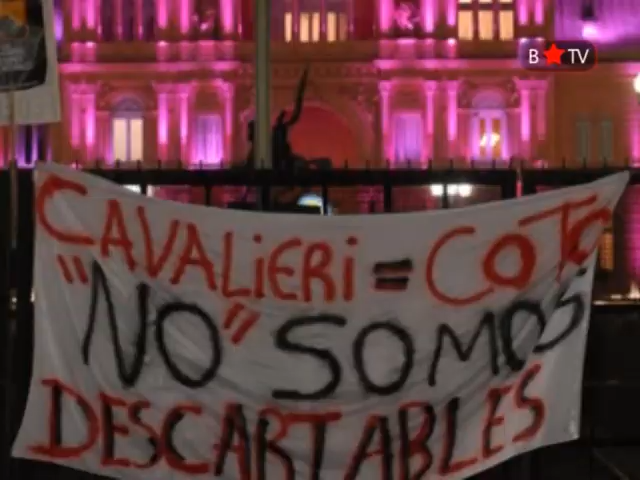 B★TV
CAVALiERi = COTO
"NO" SOMOS
DESCARTABLES